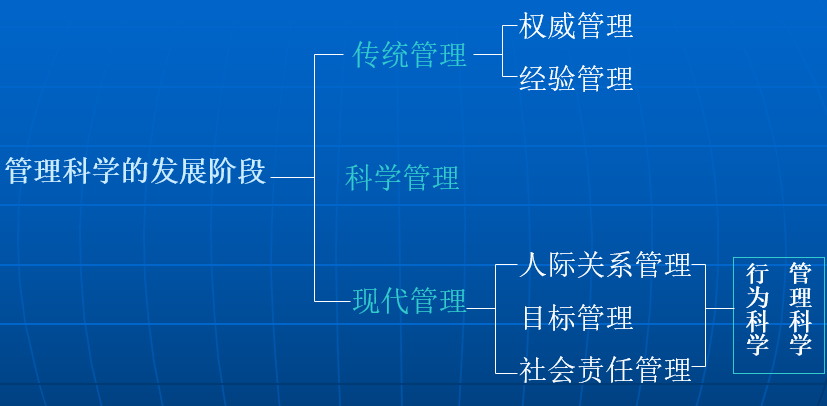 管理科学的发展阶段
传统管理
权威管理
经验管理
科学管理
现代管理
人际关系管理
目标管理
社会责任管理
行为科学
管理科学